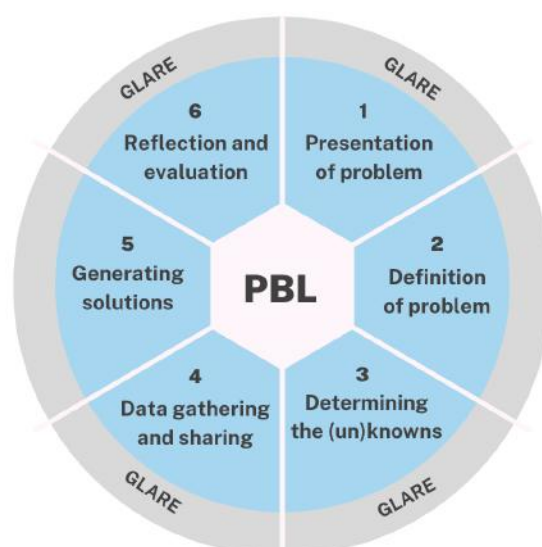 GLARE
GLARE
6
Reflection and
evaluation
1
Presentation
of problem
5
Generating
solutions
PBL
2
Definition
of problem
4
Data gathering
and sharing
3
Determining
the (un)knowns
GLARE
GLARE